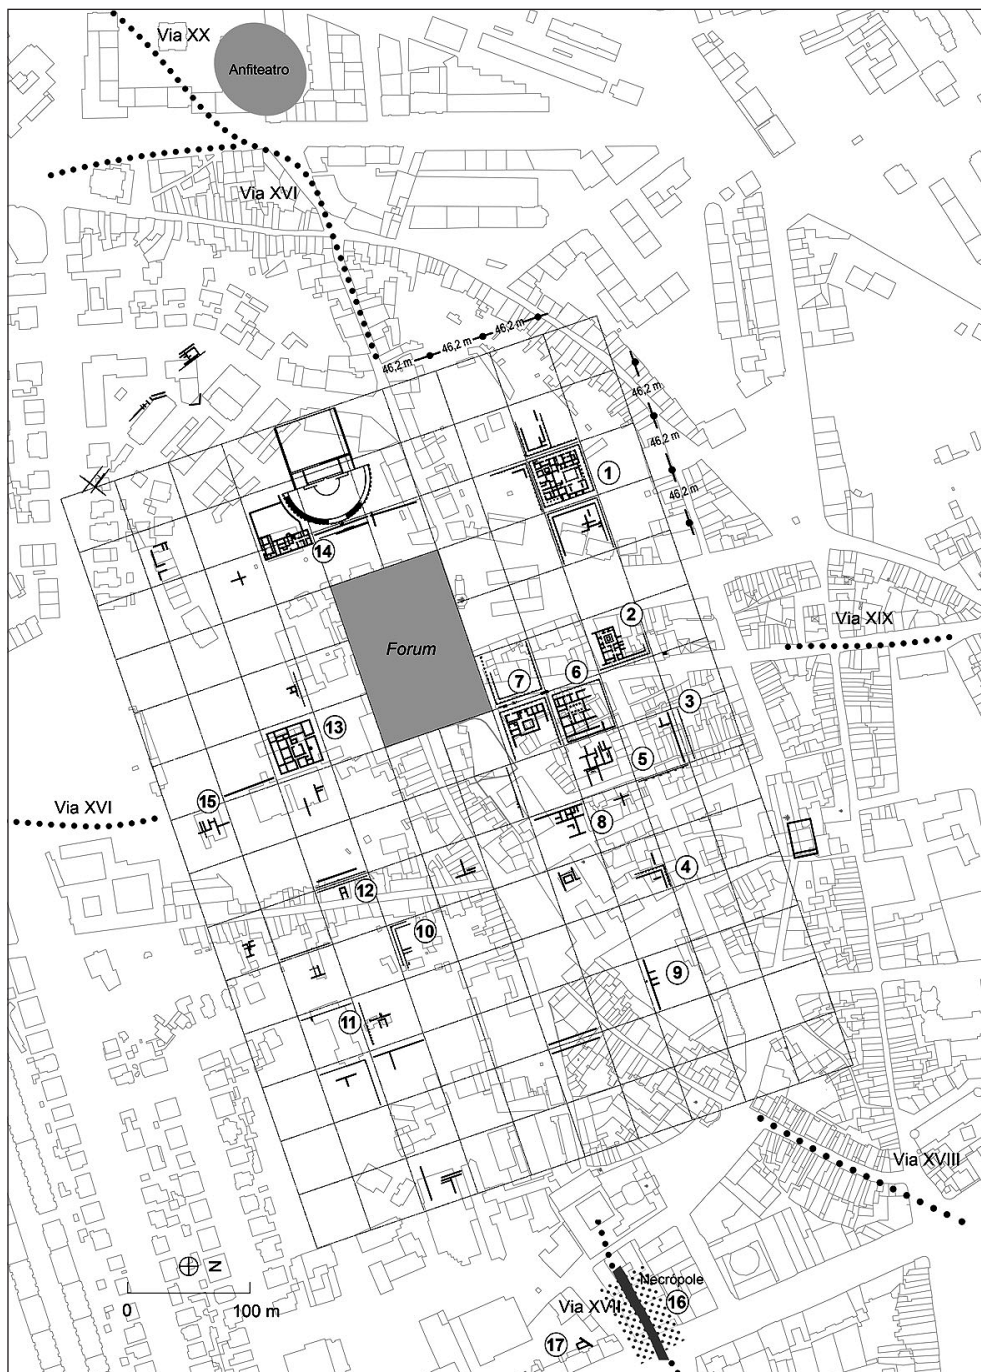 Via XX
Anfiteatro
Via XVI
46,2 m
46,2 m
46,2 m
46,2 m
46,2 m
46,2 m
1
14
2
Via XIX
Forum
7
6
3
13
5
15
Via XVI
8
4
12
10
9
11
Via XVIII
N
0
100 m
Necrópole
Via XVII
16
17